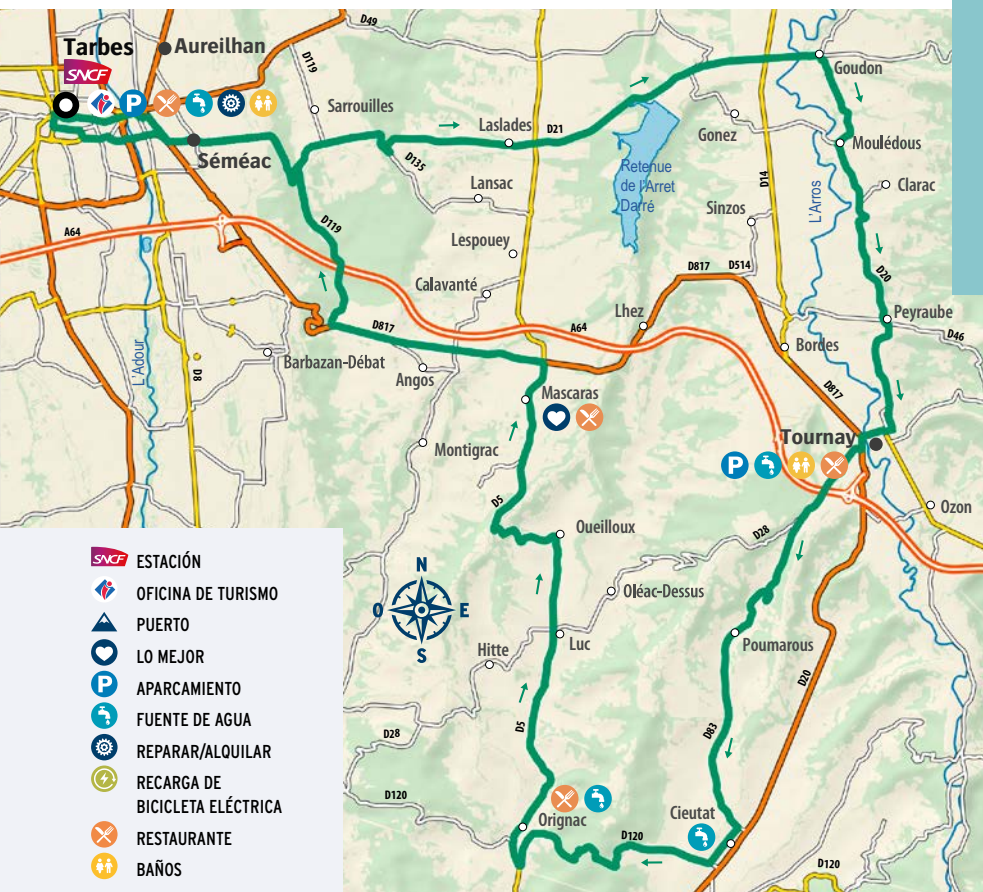 D49
Tarbes
Aureilhan
SNCF
D119
Sarrouilles
Goudon
Laslades
D21
Gonez
Moulédous
Séméac
D135
Lansac
Retenue
de l'Arret
Darré
D14
Clarac
L'Arros
Sinzos
D119
A64
Lespouey
D20
D817
D514
Calavanté
Peyraube
Lhez
D817
A64
D46
Bordes
L'Adour
Barbazan-Débat
D8
Angos
D817
Mascaras
Montigrac
Tournay
D5
Ozon
Oueilloux
D28
N
O
E
S
Oléac-Dessus
Luc
Poumarous
Hitte
D20
D5
D83
D28
D120
Orignac
Cieutat
D120
D120
SNCF ESTACIÓN
OFICINA DE TURISMO
PUERTO
LO MEJOR
P APARCAMIENTO
FUENTE DE AGUA
REPARAR/ALQUILAR
RECARGA DE
BICICLETA ELÉCTRICA
RESTAURANTE
BAÑOS
P
P